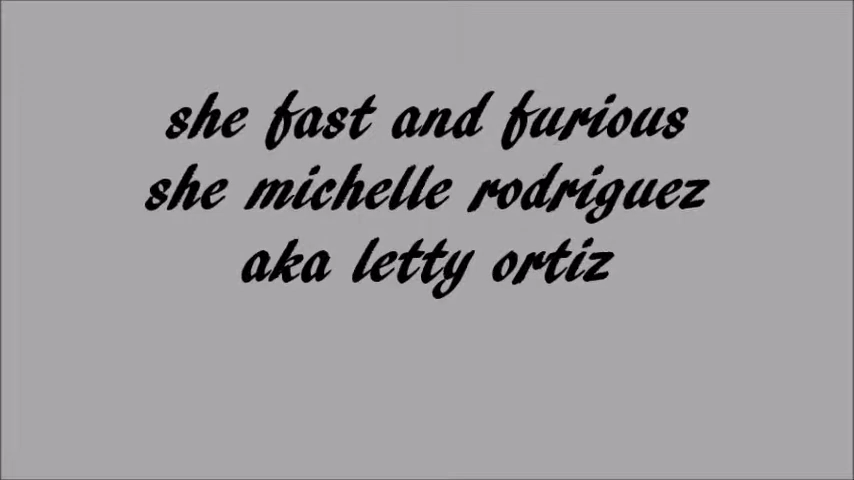 she fast and furious
she michelle rodriguez
aka letty ortiz